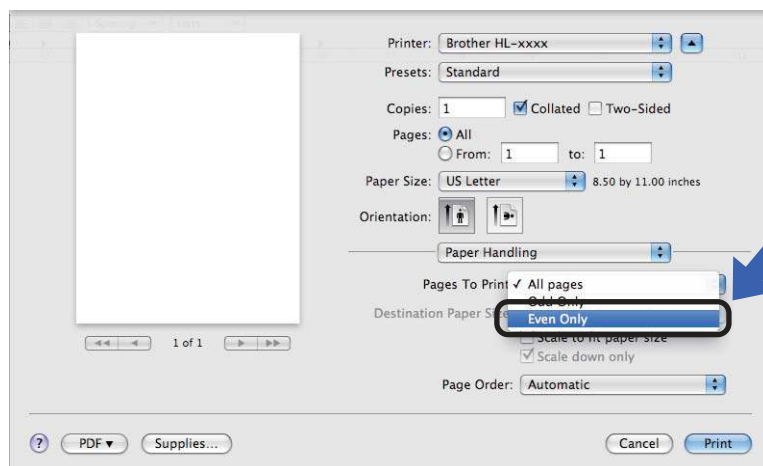 Printer: Brother HL-xxxx
Presets: Standard
Copies: 1 Collated Two-Sided
Pages: All
From: 1 to: 1
Paper Size: US Letter 8.50 by 11.00 inches
Orientation:
Paper Handling
Pages To Print ✓ All pages
Odd Only
Destination Paper Size
Even Only
Scale to fit paper size
Scale down only
1 of 1
Page Order: Automatic
? PDF▼ Supplies... Cancel Print